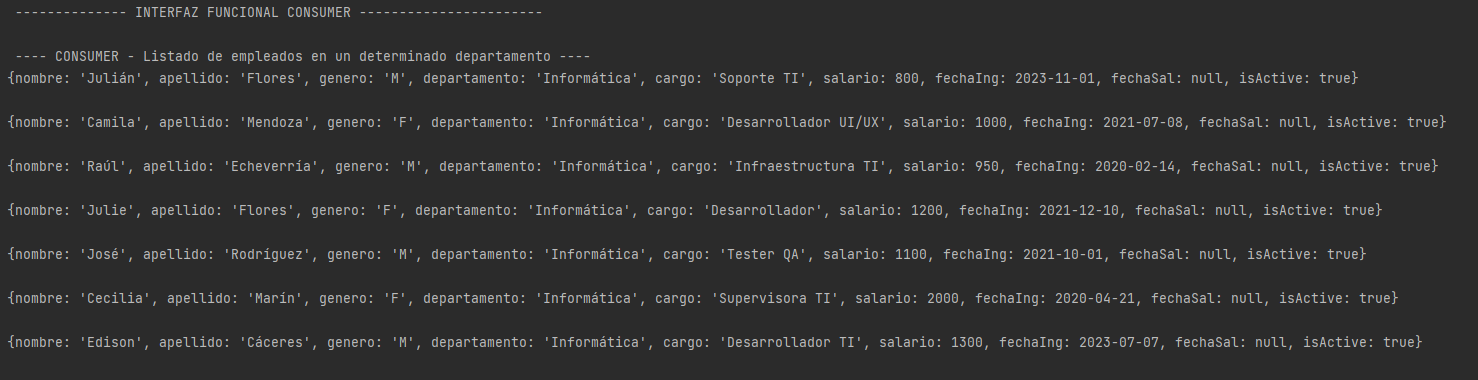 -------------- INTERFAZ FUNCIONAL CONSUMER -----------------------
---- CONSUMER - Listado de empleados en un determinado departamento ----
{nombre: 'Julián', apellido: 'Flores', genero: 'M', departamento: 'Informática', cargo: 'Soporte TI', salario: 800, fechaIng: 2023-11-01, fechaSal: null, isActive: true}
{nombre: 'Camila', apellido: 'Mendoza', genero: 'F', departamento: 'Informática', cargo: 'Desarrollador UI/UX', salario: 1000, fechaIng: 2021-07-08, fechaSal: null, isActive: true}
{nombre: 'Raúl', apellido: 'Echeverría', genero: 'M', departamento: 'Informática', cargo: 'Infraestructura TI', salario: 950, fechaIng: 2020-02-14, fechaSal: null, isActive: true}
{nombre: 'Julie', apellido: 'Flores', genero: 'F', departamento: 'Informática', cargo: 'Desarrollador', salario: 1200, fechaIng: 2021-12-10, fechaSal: null, isActive: true}
{nombre: 'José', apellido: 'Rodríguez', genero: 'M', departamento: 'Informática', cargo: 'Tester QA', salario: 1100, fechaIng: 2021-10-01, fechaSal: null, isActive: true}
{nombre: 'Cecilia', apellido: 'Marín', genero: 'F', departamento: 'Informática', cargo: 'Supervisora TI', salario: 2000, fechaIng: 2020-04-21, fechaSal: null, isActive: true}
{nombre: 'Edison', apellido: 'Cáceres', genero: 'M', departamento: 'Informática', cargo: 'Desarrollador TI', salario: 1300, fechaIng: 2023-07-07, fechaSal: null, isActive: true}